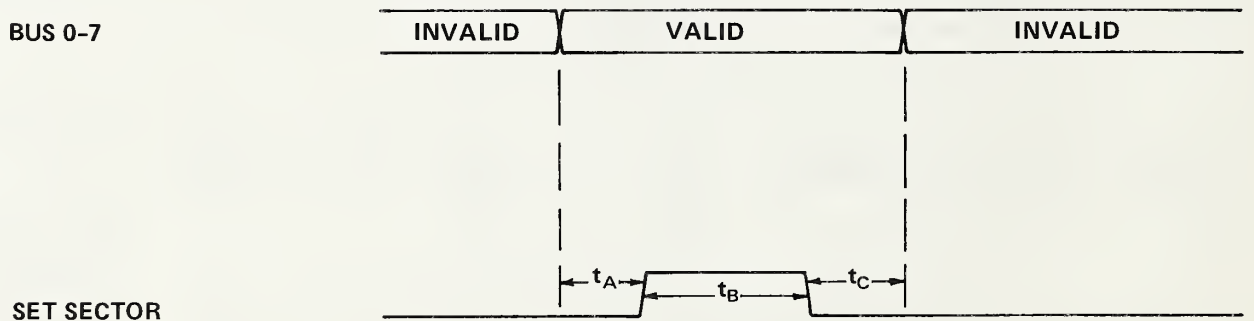 BUS 0-7 INVALID VALID INVALID
tA tB tC
SET SECTOR